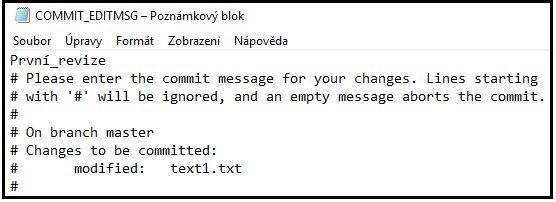 COMMIT_EDITMSG – Poznámkový blok
Soubor Úpravy Formát Zobrazení Nápověda
První_revize
# Please enter the commit message for your changes. Lines starting
# with '#' will be ignored, and an empty message aborts the commit.
#
# On branch master
# Changes to be committed:
#       modified:   text1.txt
#